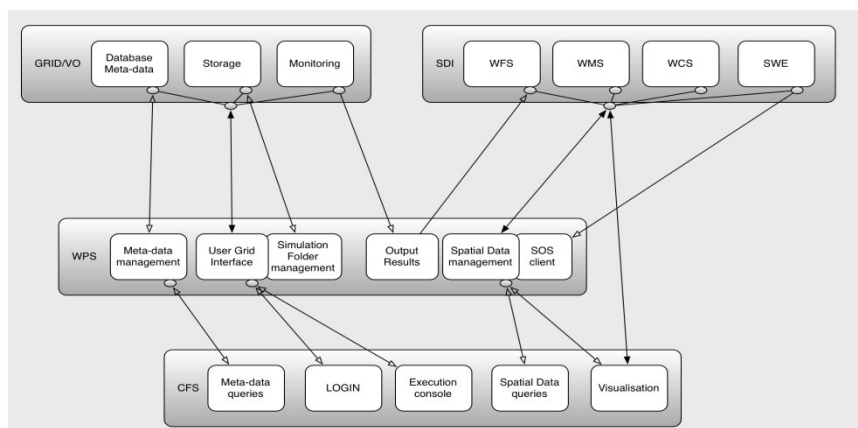 GRID/VO
Database
Meta-data
Storage
Monitoring
SDI
WFS
WMS
WCS
SWE
WPS
Meta-data
management
User Grid
Interface
Simulation
Folder
management
Output
Results
Spatial Data
management
SOS
client
CFS
Meta-data
queries
LOGIN
Execution
console
Spatial Data
queries
Visualisation